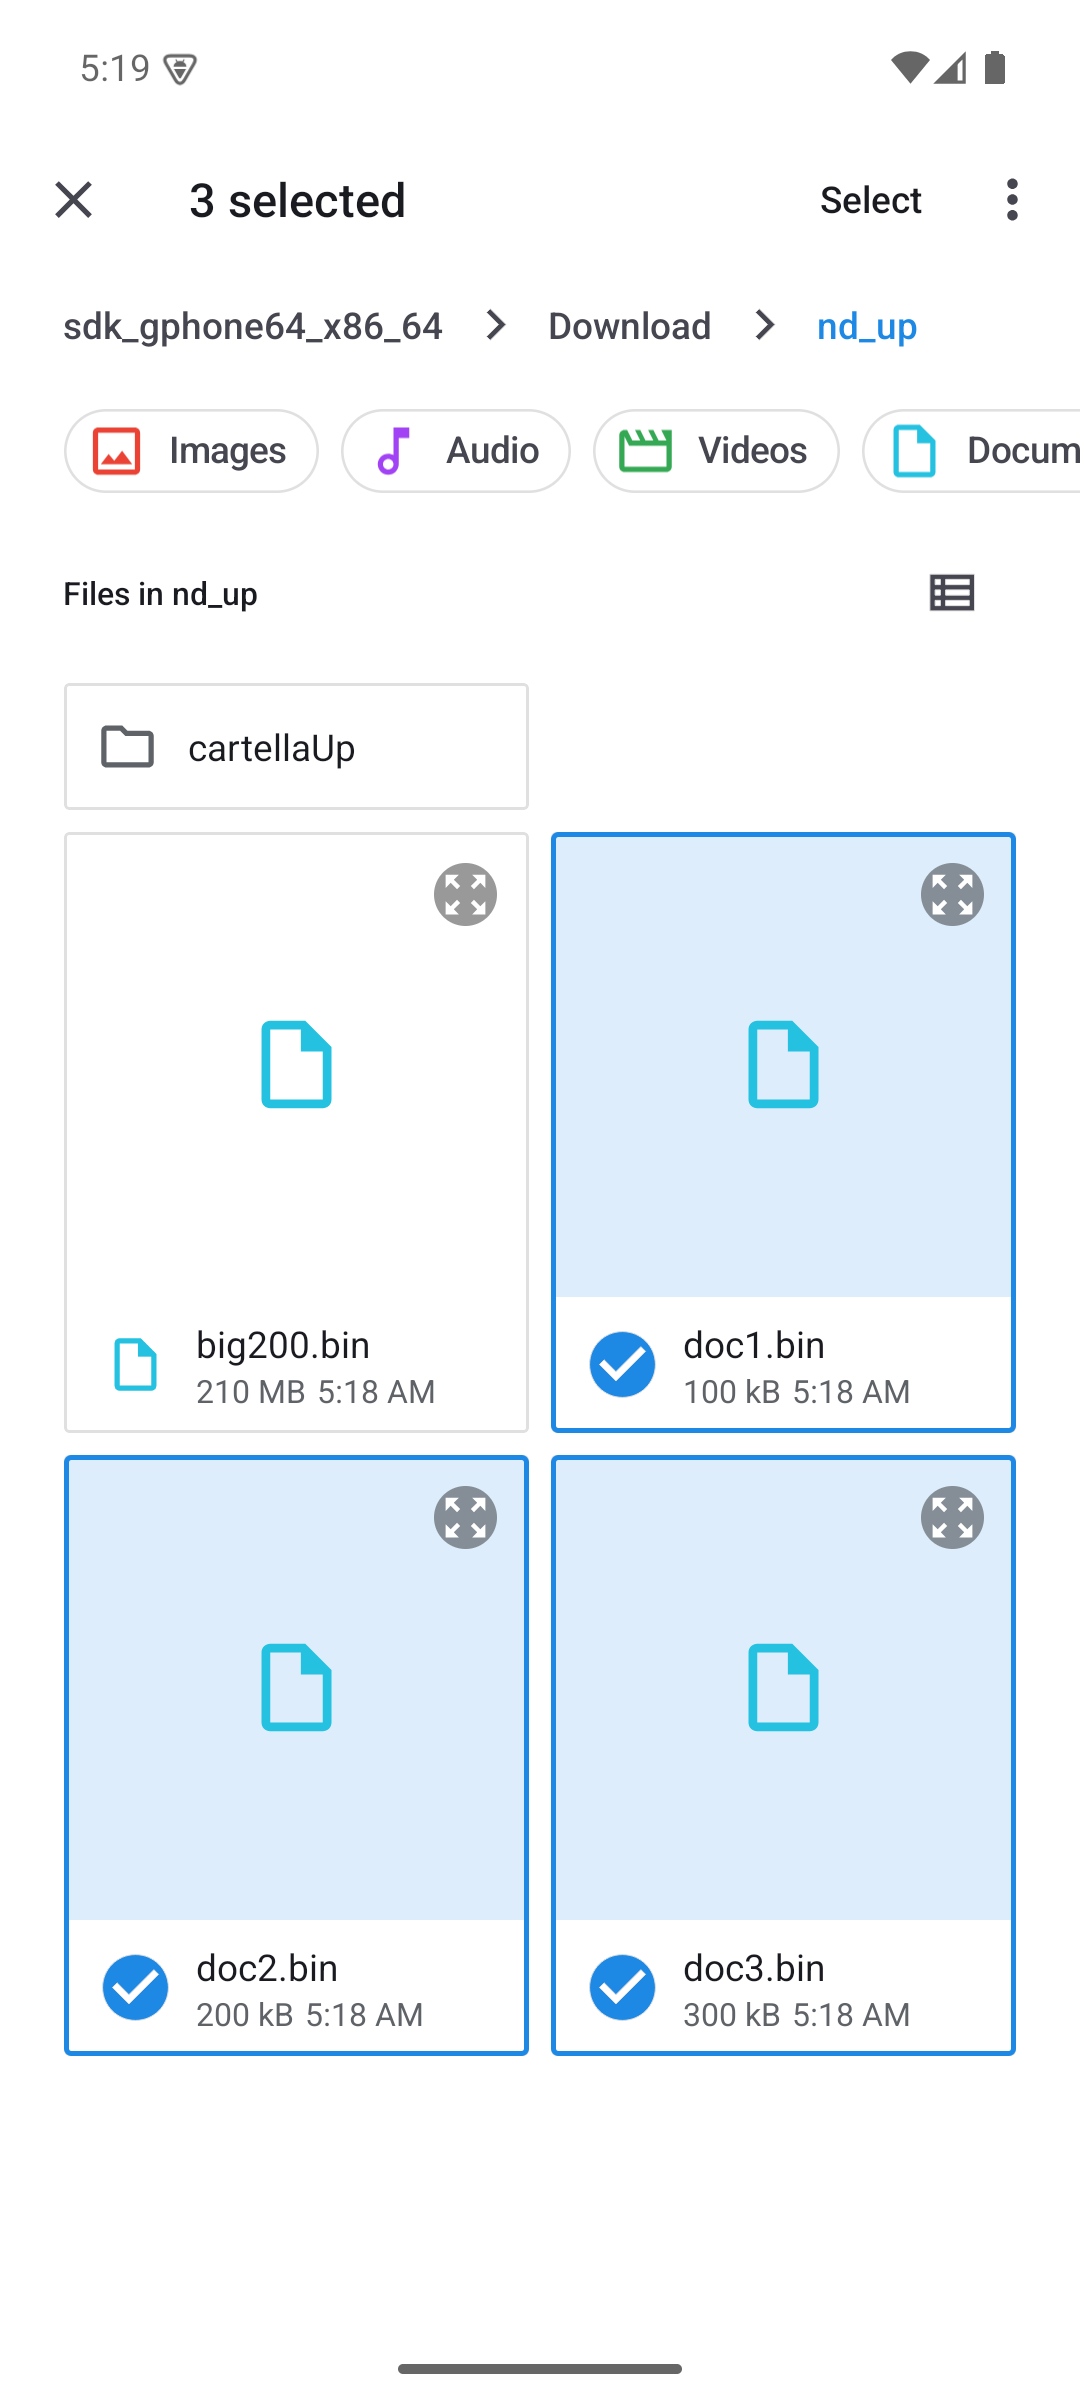 5:19
3 selected
Select
sdk_gphone64_x86_64 > Download > nd_up
Images
Audio
Videos
Docum
Files in nd_up
cartellaUp
big200.bin
210 MB 5:18 AM
doc1.bin
100 kB 5:18 AM
doc2.bin
200 kB 5:18 AM
doc3.bin
300 kB 5:18 AM